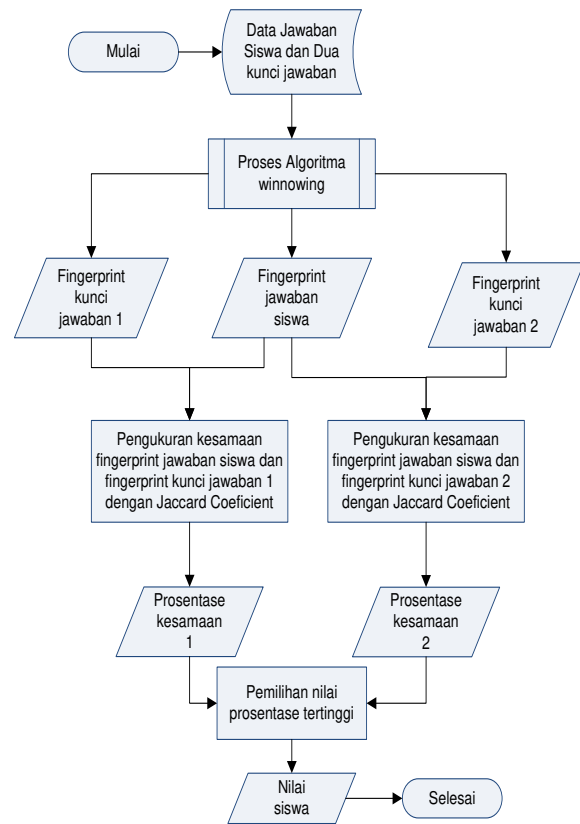 Mulai
Data Jawaban
Siswa dan Dua
kunci jawaban
Proses Algoritma
winnowing
Fingerprint
kunci
jawaban 1
Fingerprint
jawaban
siswa
Fingerprint
kunci
jawaban 2
Pengukuran kesamaan
fingerprint jawaban siswa dan
fingerprint kunci jawaban 1
dengan Jaccard Coeficient
Pengukuran kesamaan
fingerprint jawaban siswa dan
fingerprint kunci jawaban 2
dengan Jaccard Coeficient
Prosentase
kesamaan
1
Prosentase
kesamaan
2
Pemilihan nilai
prosentase tertinggi
Nilai
siswa
Selesai